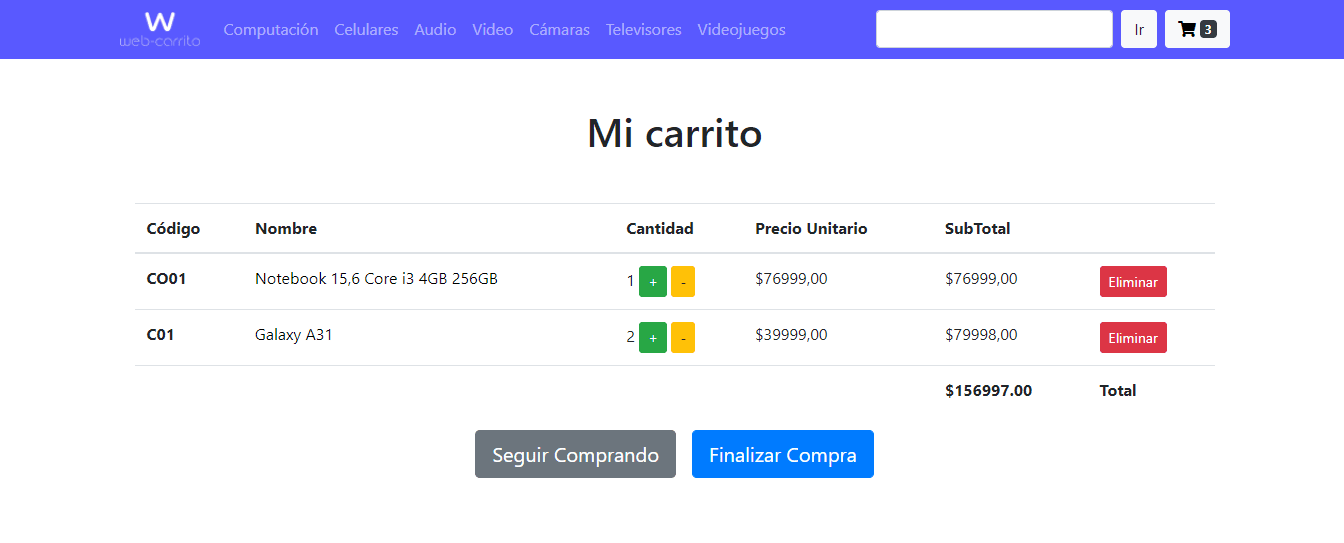 W
web-carrito Computación Celulares Audio Video Cámaras Televisores Videojuegos Ir 3
Mi carrito
Código Nombre Cantidad Precio Unitario SubTotal
CO01 Notebook 15,6 Core i3 4GB 256GB 1 + - $76999,00 $76999,00 Eliminar
C01 Galaxy A31 2 + - $39999,00 $79998,00 Eliminar
$156997.00 Total
Seguir Comprando Finalizar Compra